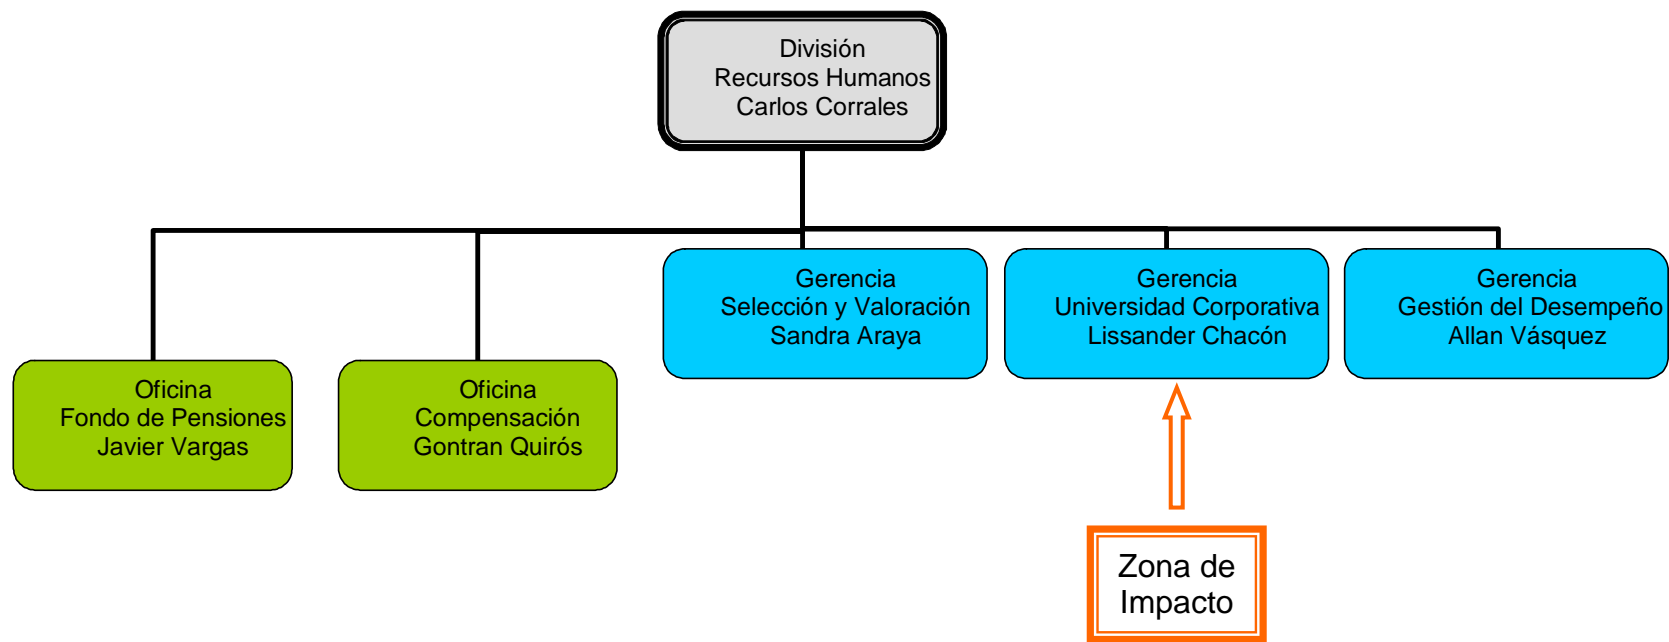 División
Recursos Humanos
Carlos Corrales
Gerencia
Selección y Valoración
Sandra Araya
Gerencia
Universidad Corporativa
Lissander Chacón
Gerencia
Gestión del Desempeño
Allan Vásquez
Oficina
Fondo de Pensiones
Javier Vargas
Oficina
Compensación
Gontran Quirós
Zona de
Impacto